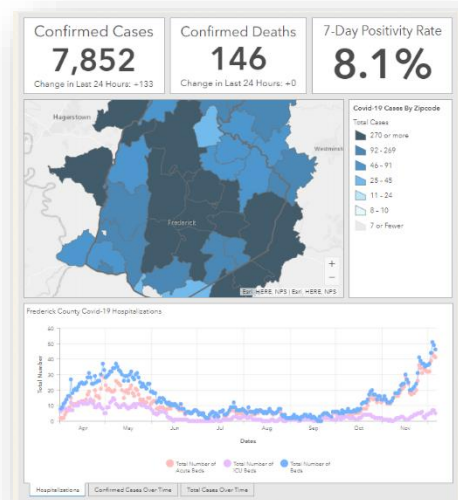 Confirmed Cases
7,852
Change in Last 24 Hours: +133
Confirmed Deaths
146
Change in Last 24 Hours: +0
7-Day Positivity Rate
8.1%
Hagerstown
Westminst
Frederick
+
−
Esri, HERE, NPS | Esri, HERE, NPS
Covid-19 Cases By Zipcode
Total Cases
270 or more
92 - 269
46 - 91
25 - 45
11 - 24
8 - 10
7 or Fewer
Frederick County Covid-19 Hospitalizations
Total Number
60
50
40
30
20
10
0
Apr
May
Jun
Jul
Aug
Sep
Oct
Nov
Dates
Total Number of
Acute Beds
Total Number of
ICU Beds
Total Number of
Beds
Hospitalizations
Confirmed Cases Over Time
Total Cases Over Time